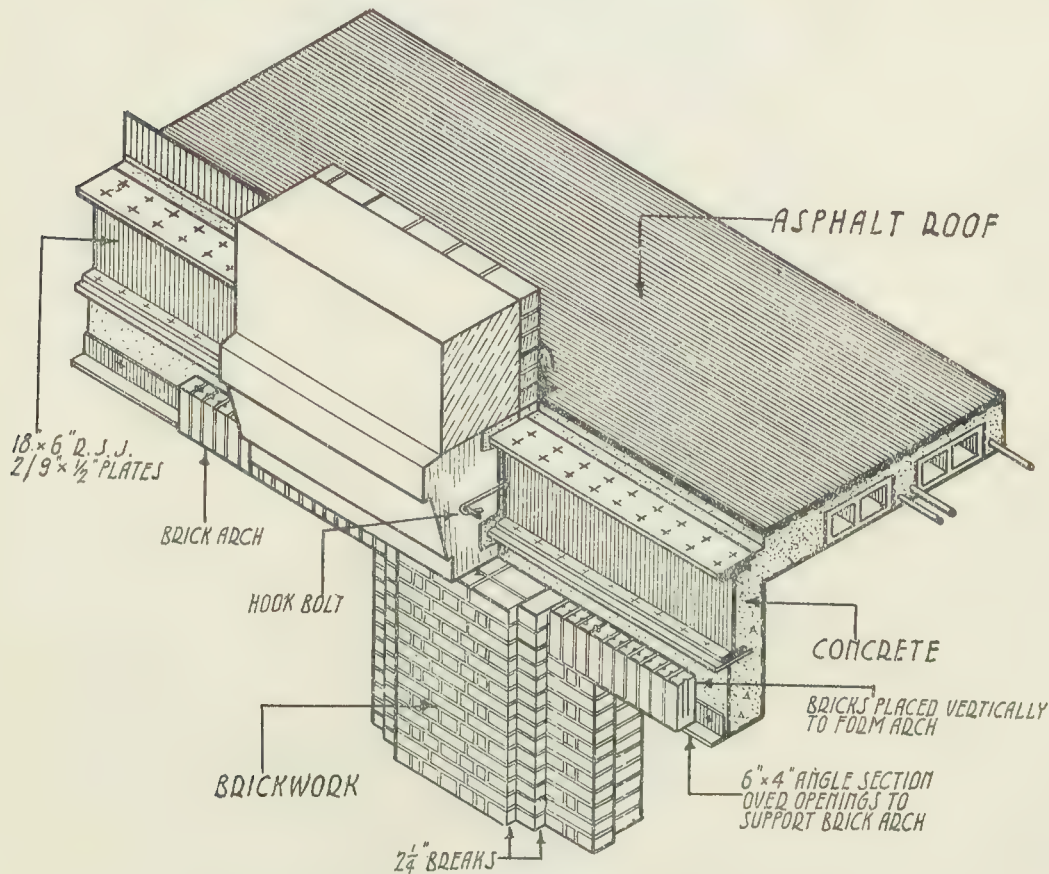 ASPHALT ROOF
18" × 6" R.S.J.
2/9" × ½" PLATES
BRICK ARCH
HOOK BOLT
CONCRETE
BRICKS PLACED VERTICALLY
TO FORM ARCH
BRICKWORK
6" × 4" ANGLE SECTION
OVER OPENINGS TO
SUPPORT BRICK ARCH
2¼" BREAKS